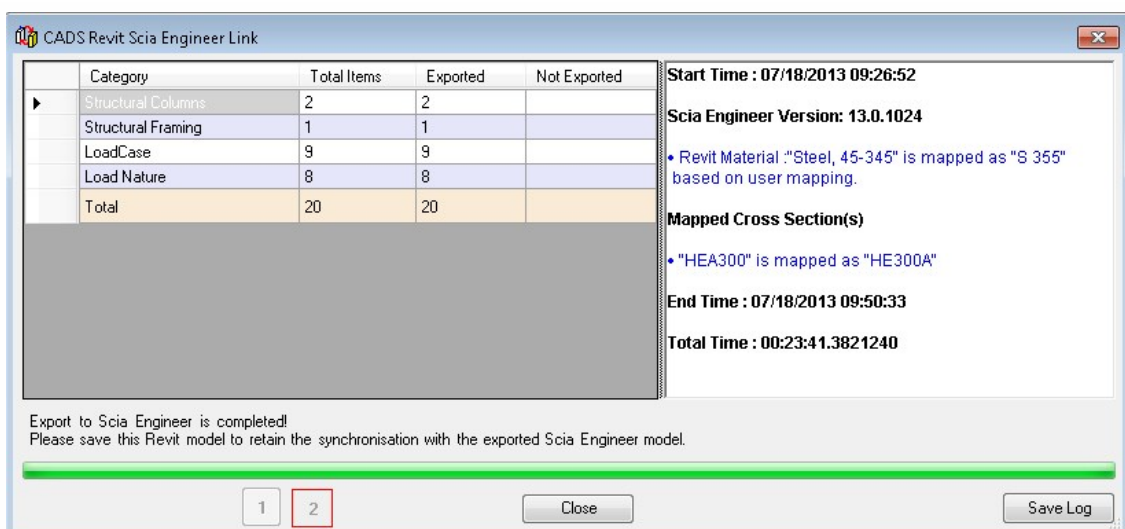 CADS Revit Scia Engineer Link
Category Total Items Exported Not Exported
Structural Columns 2 2
Structural Framing 1 1
LoadCase 9 9
Load Nature 8 8
Total 20 20
Start Time : 07/18/2013 09:26:52
Scia Engineer Version: 13.0.1024
• Revit Material :"Steel, 45-345" is mapped as "S 355"
based on user mapping.
Mapped Cross Section(s)
• "HEA300" is mapped as "HE300A"
End Time : 07/18/2013 09:50:33
Total Time : 00:23:41.3821240
Export to Scia Engineer is completed!
Please save this Revit model to retain the synchronisation with the exported Scia Engineer model.
1 2 Close Save Log